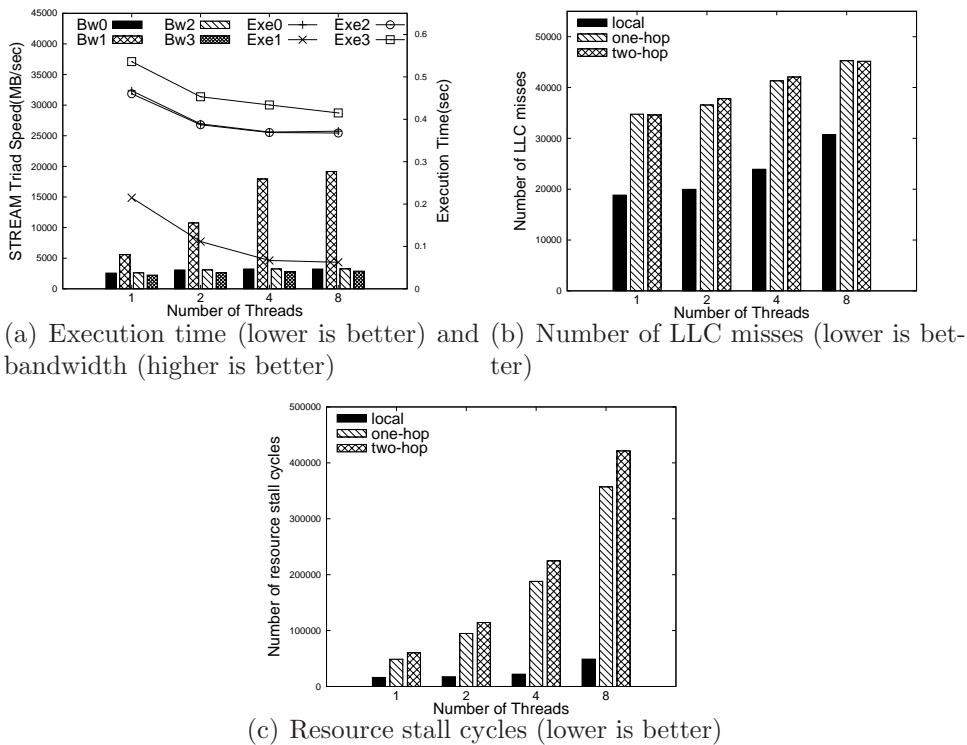 Bw0 Bw2 Exe0 Exe2
Bw1 Bw3 Exe1 Exe3
STREAM Triad Speed(MB/sec)
45000
40000
35000
30000
25000
20000
15000
10000
5000
0
0.6
0.5
0.4
0.3
0.2
0.1
0
Execution Time(sec)
1 2 4 8
Number of Threads
local
one-hop
two-hop
Number of LLC misses
50000
40000
30000
20000
10000
0
1 2 4 8
Number of Threads
(a) Execution time (lower is better) and
bandwidth (higher is better)
(b) Number of LLC misses (lower is bet-
ter)
local
one-hop
two-hop
Number of resource stall cycles
500000
400000
300000
200000
100000
0
1 2 4 8
Number of Threads
(c) Resource stall cycles (lower is better)